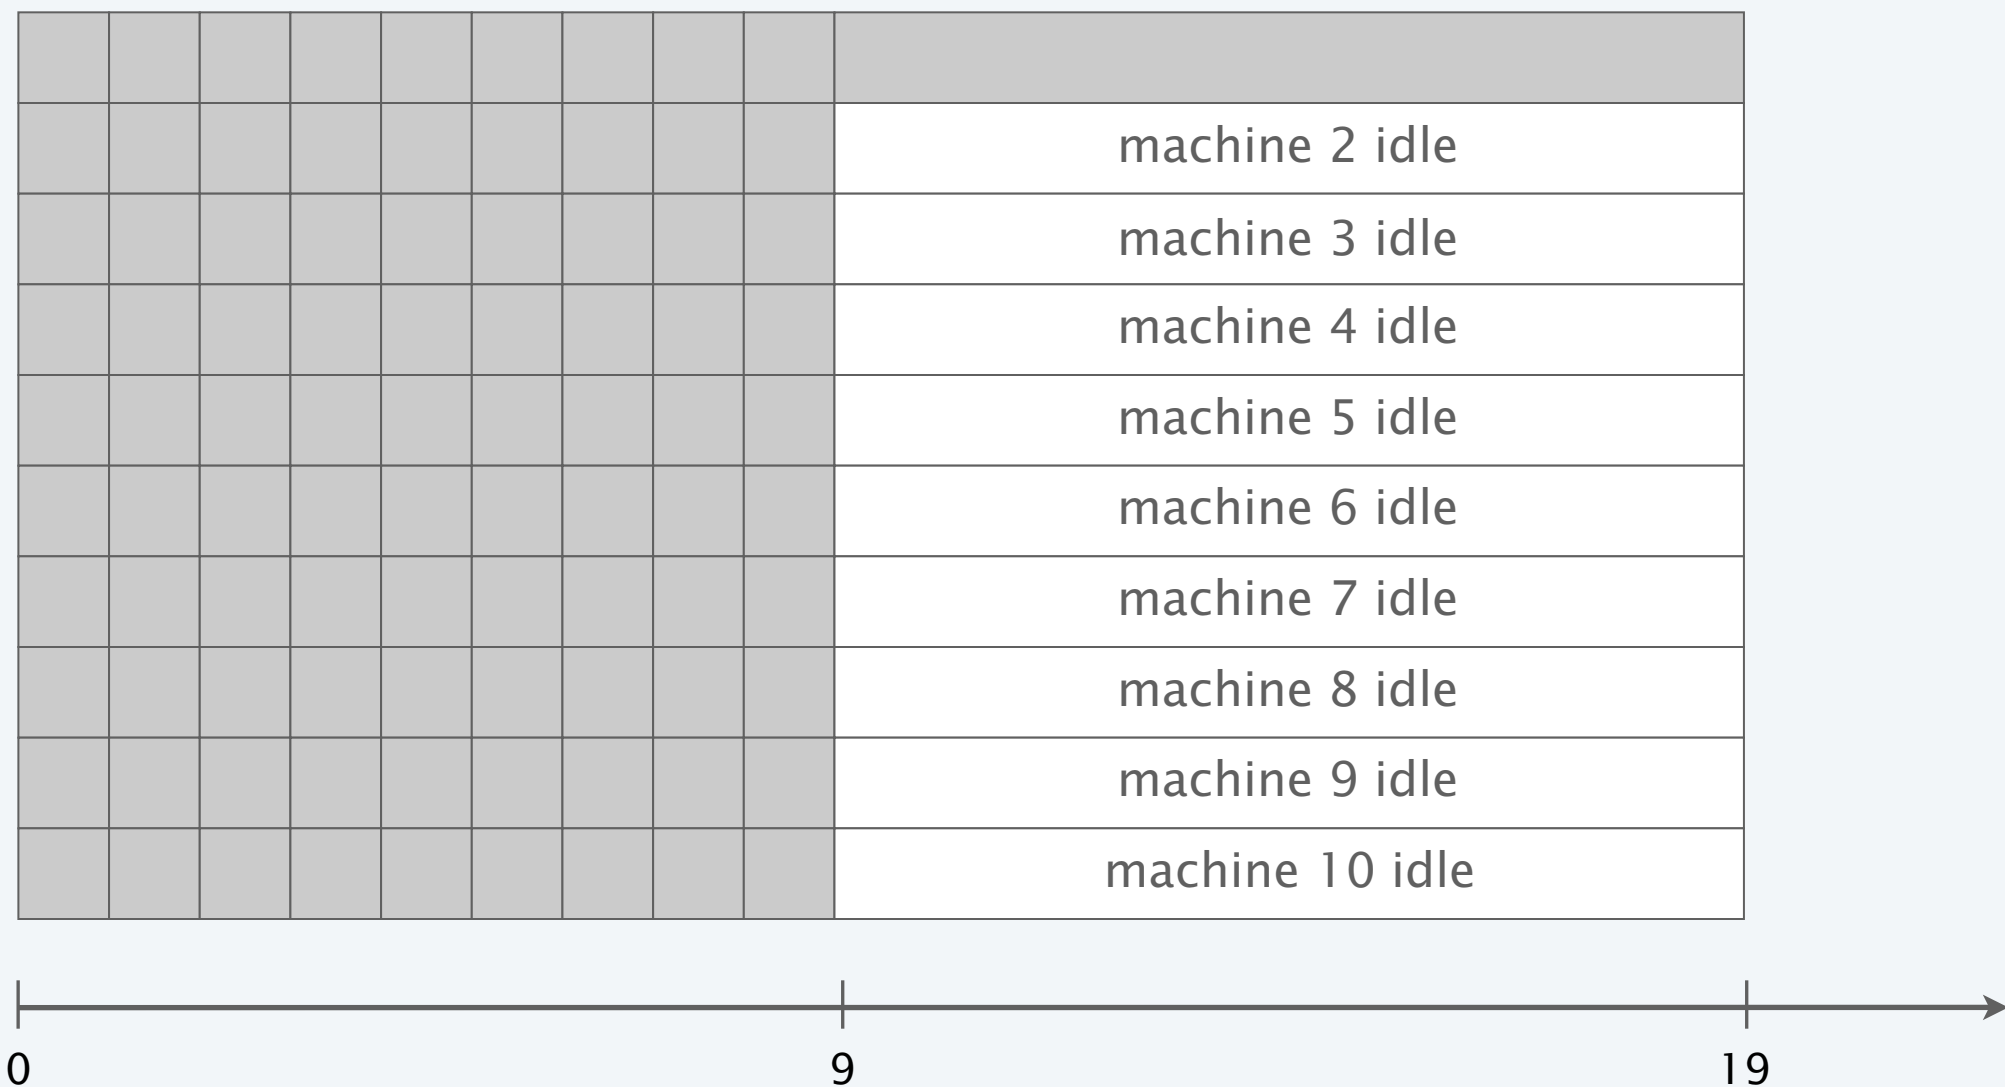 machine 2 idle
machine 3 idle
machine 4 idle
machine 5 idle
machine 6 idle
machine 7 idle
machine 8 idle
machine 9 idle
machine 10 idle
0 9 19